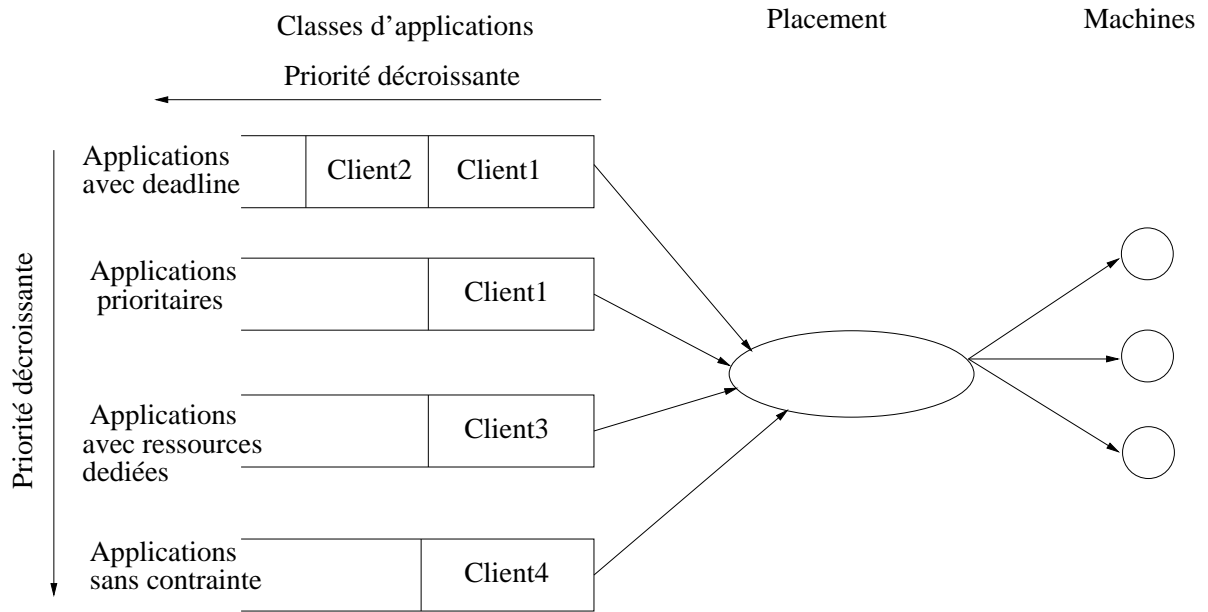 Classes d'applications
Placement
Machines
Priorité décroissante
Priorité décroissante
Applications
avec deadline
Client2
Client1
Applications
prioritaires
Client1
Applications
avec ressources
dediées
Client3
Applications
sans contrainte
Client4